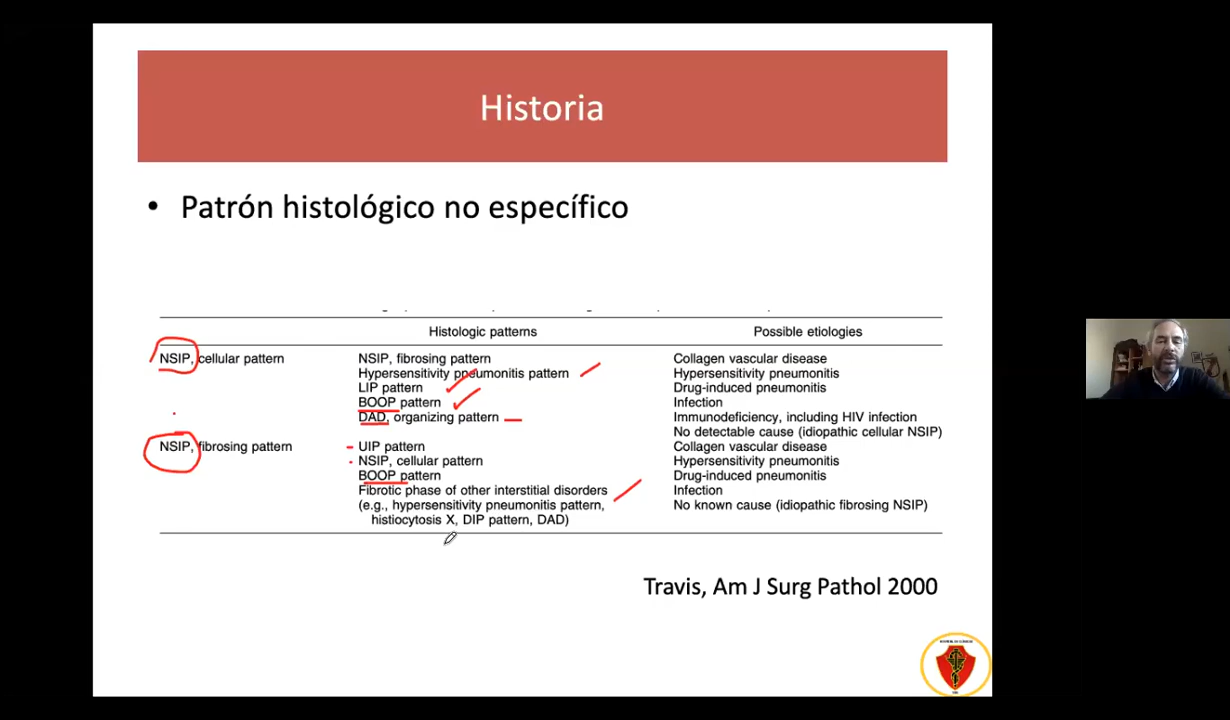 Historia
• Patrón histológico no específico
Histologic patterns Possible etiologies
NSIP, cellular pattern NSIP, fibrosing pattern Collagen vascular disease
Hypersensitivity pneumonitis pattern Hypersensitivity pneumonitis
LIP pattern Drug-induced pneumonitis
BOOP pattern Infection
DAD, organizing pattern Immunodeficiency, including HIV infection
No detectable cause (idiopathic cellular NSIP)
NSIP, fibrosing pattern UIP pattern Collagen vascular disease
NSIP, cellular pattern Hypersensitivity pneumonitis
BOOP pattern Drug-induced pneumonitis
Fibrotic phase of other interstitial disorders Infection
(e.g., hypersensitivity pneumonitis pattern, No known cause (idiopathic fibrosing NSIP)
histiocytosis X, DIP pattern, DAD)
Travis, Am J Surg Pathol 2000